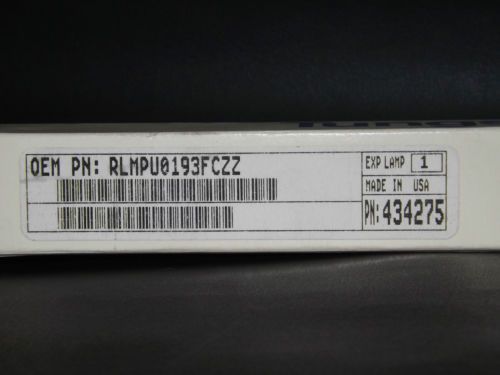 OEM PN: RLMPU0193FCZZ
EXP LAMP 1
MADE IN USA
PN: 434275